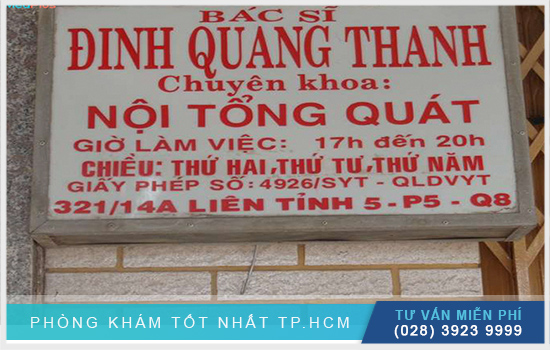 BÁC SĨ
ĐINH QUANG THANH
Chuyên khoa:
NỘI TỔNG QUÁT
GIỜ LÀM VIỆC: 17h đến 20h
CHIỀU: THỨ HAI,THỨ TƯ,THỨ NĂM
GIẤY PHÉP SỐ: 4926/SYT - QLDVYT
321/14A LIÊN TỈNH 5 - P5 - Q8
PHÒNG KHÁM TỐT NHẤT TP.HCM
TƯ VẤN MIỄN PHÍ
(028) 3923 9999